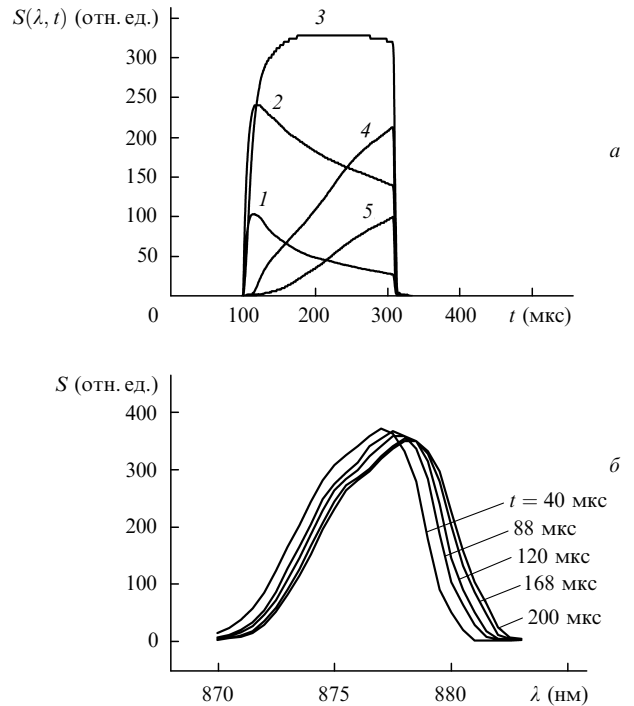 S(λ, t) (отн. ед.)
3
300
250
2
4
200
а
150
1
5
100
50
0
100
200
300
400
t (мкс)
S (отн. ед.)
400
б
300
t = 40 мкс
200
88 мкс
120 мкс
400
168 мкс
200 мкс
0
870
875
880
λ (нм)